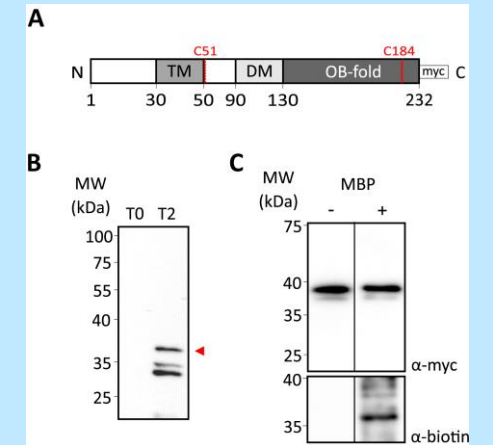 A
C51 C184
N TM DM OB-fold myc C
1 30 50 90 130 232
B
MW
(kDa)
T0 T2
100
75
55
40
35
25
C
MW
(kDa)
MBP
- +
75
40
35
25
α-myc
40
35
α-biotin